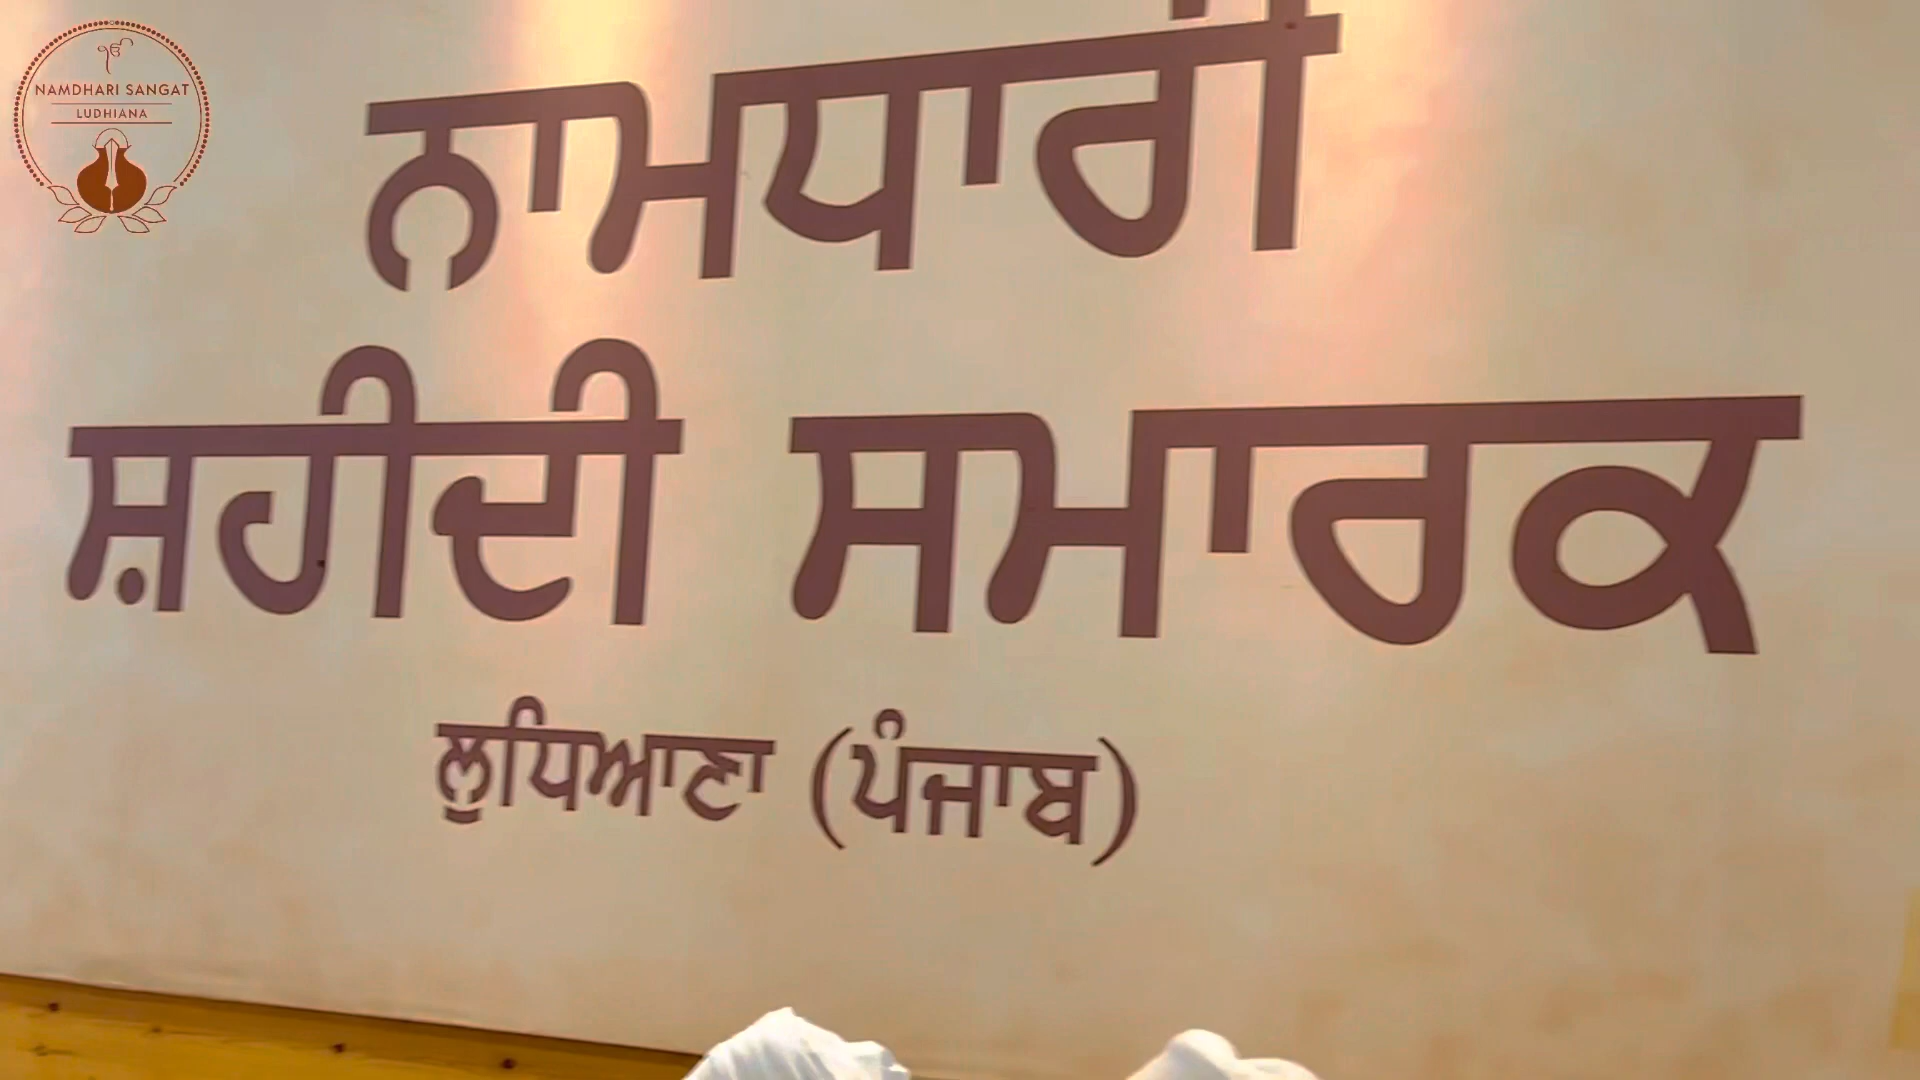 ੴ
NAMDHARI SANGAT
LUDHIANA
ਨਾਮਧਾਰੀ
ਸ਼ਹੀਦੀ ਸਮਾਰਕ
ਲੁਧਿਆਣਾ (ਪੰਜਾਬ)